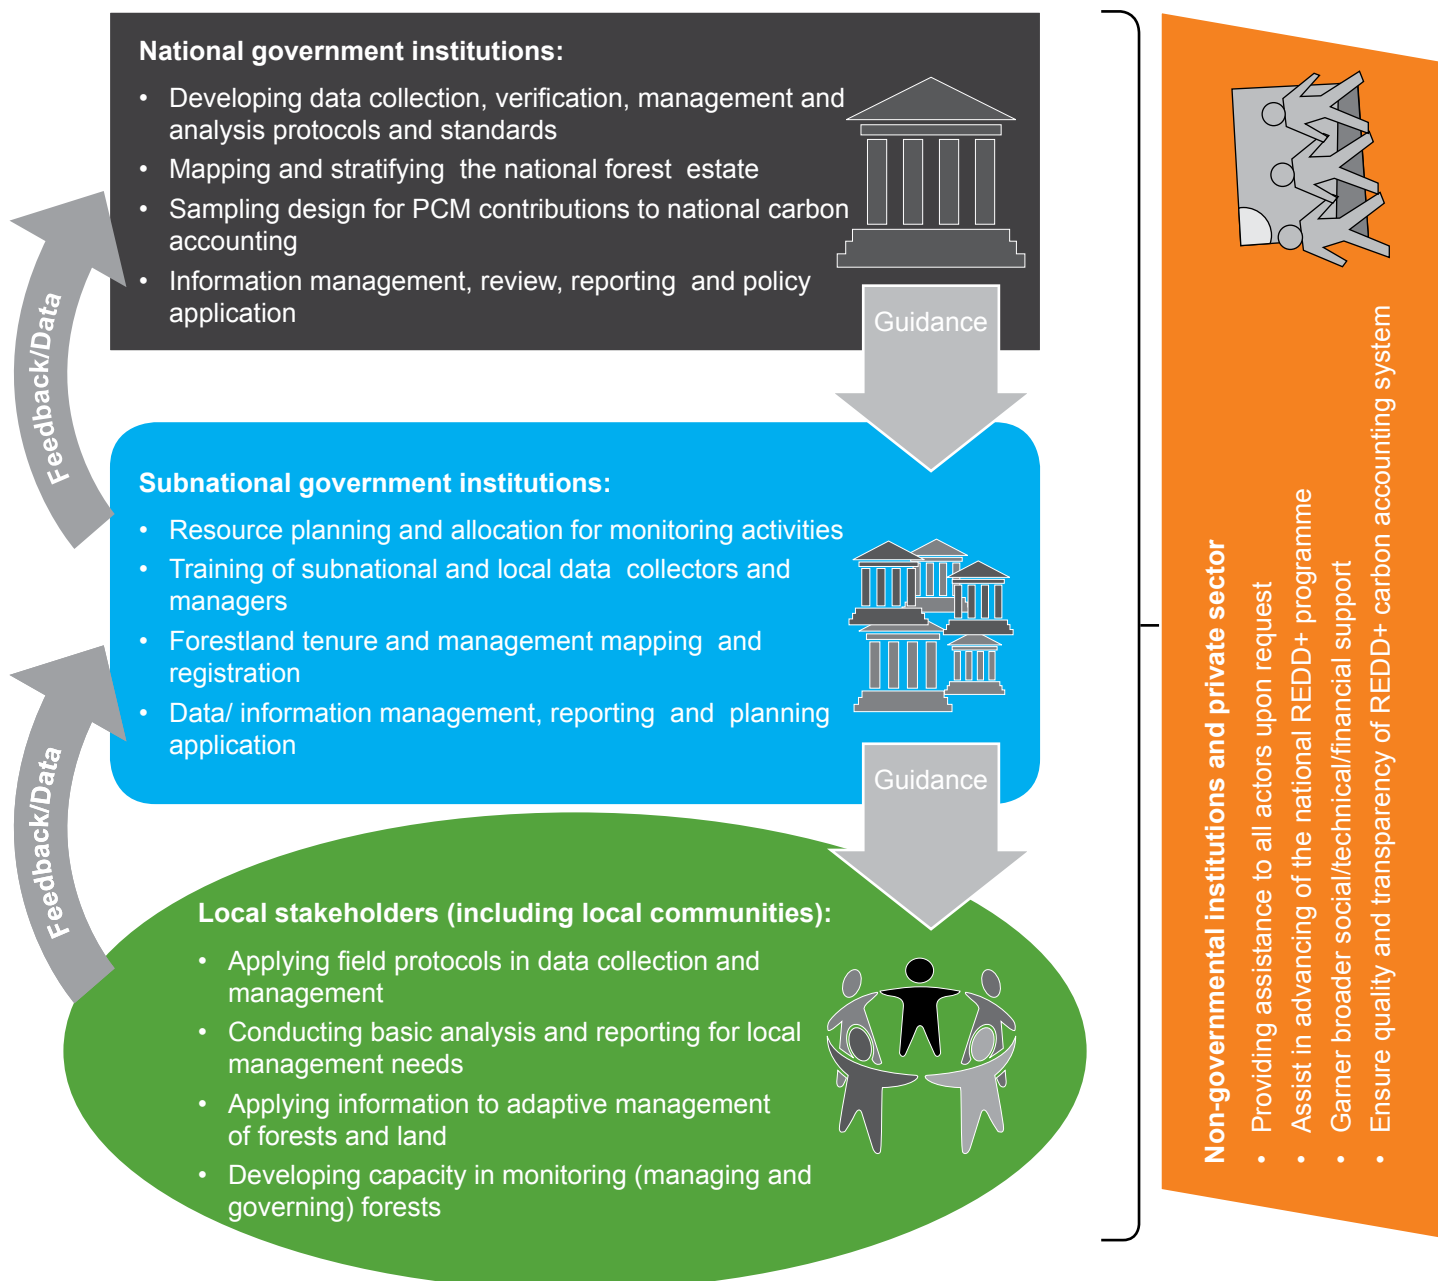 National government institutions:
• Developing data collection, verification, management and
analysis protocols and standards
• Mapping and stratifying the national forest estate
• Sampling design for PCM contributions to national carbon
accounting
• Information management, review, reporting and policy
application
Guidance
Feedback/Data
Subnational government institutions:
• Resource planning and allocation for monitoring activities
• Training of subnational and local data collectors and
managers
• Forestland tenure and management mapping and
registration
• Data/ information management, reporting and planning
application
Guidance
Feedback/Data
Local stakeholders (including local communities):
• Applying field protocols in data collection and
management
• Conducting basic analysis and reporting for local
management needs
• Applying information to adaptive management
of forests and land
• Developing capacity in monitoring (managing and
governing) forests
Non-governmental institutions and private sector
• Providing assistance to all actors upon request
• Assist in advancing of the national REDD+ programme
• Garner broader social/technical/financial support
• Ensure quality and transparency of REDD+ carbon accounting system